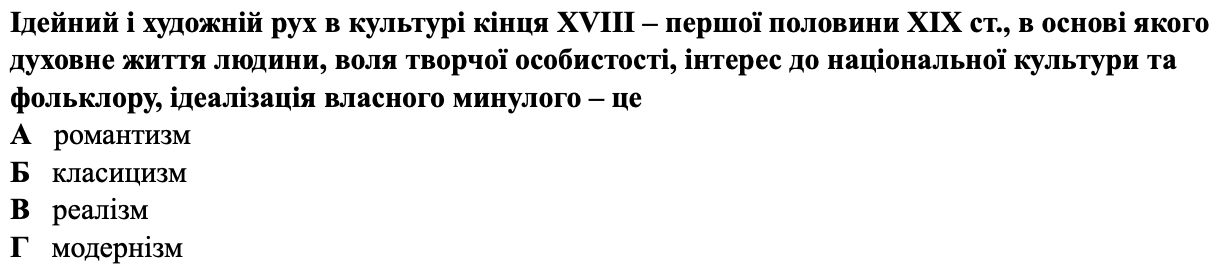 Ідейний і художній рух в культурі кінця XVIII – першої половини XIX ст., в основі якого
духовне життя людини, воля творчої особистості, інтерес до національної культури та
фольклору, ідеалізація власного минулого – це
А романтизм
Б класицизм
В реалізм
Г модернізм